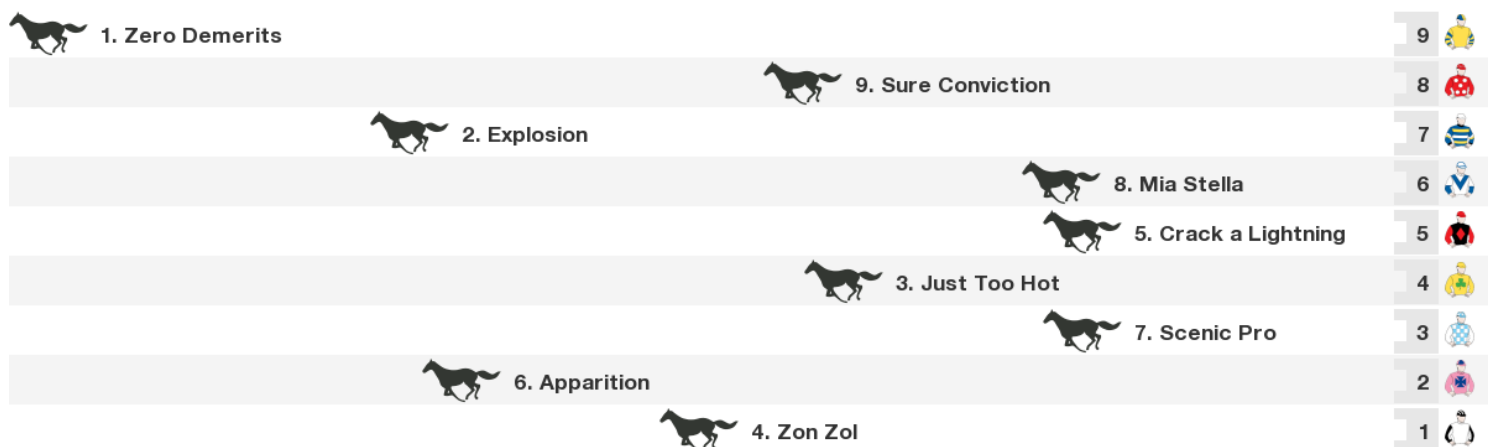 1. Zero Demerits 9
9. Sure Conviction 8
2. Explosion 7
8. Mia Stella 6
5. Crack a Lightning 5
3. Just Too Hot 4
7. Scenic Pro 3
6. Apparition 2
4. Zon Zol 1